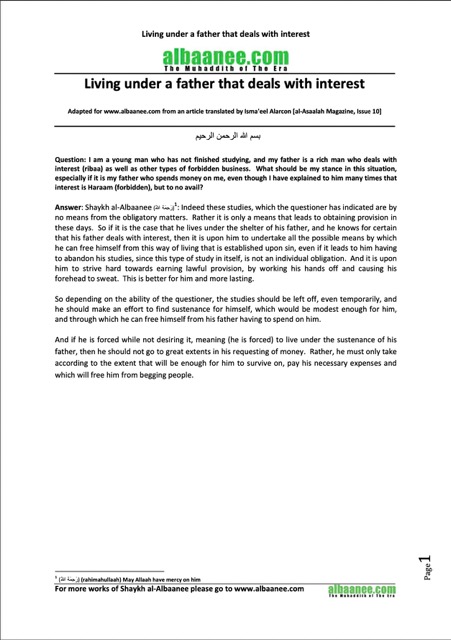 Living under a father that deals with interest
albaanee.com
The Muhaddith of The Era
Living under a father that deals with interest
Adapted for www.albaanee.com from an article translated by Isma'eel Alarcon [al-Asaalah Magazine, Issue 10]
بسم الله الرحمن الرحيم
Question: I am a young man who has not finished studying, and my father is a rich man who deals with
interest (ribaa) as well as other types of forbidden business. What should be my stance in this situation,
especially if it is my father who spends money on me, even though I have explained to him many times that
interest is Haraam (forbidden), but to no avail?
Answer: Shaykh al-Albaanee (رَحِمَهُ اللهُ)1: Indeed these studies, which the questioner has indicated are by
no means from the obligatory matters. Rather it is only a means that leads to obtaining provision in
these days. So if it is the case that he lives under the shelter of his father, and he knows for certain
that his father deals with interest, then it is upon him to undertake all the possible means by which
he can free himself from this way of living that is established upon sin, even if it leads to him having
to abandon his studies, since this type of study in itself, is not an individual obligation. And it is upon
him to strive hard towards earning lawful provision, by working his hands off and causing his
forehead to sweat. This is better for him and more lasting.
So depending on the ability of the questioner, the studies should be left off, even temporarily, and
he should make an effort to find sustenance for himself, which would be modest enough for him,
and through which he can free himself from his father having to spend on him.
And if he is forced while not desiring it, meaning (he is forced) to live under the sustenance of his
father, then he should not go to great extents in his requesting of money. Rather, he must only take
according to the extent that will be enough for him to survive on, pay his necessary expenses and
which will free him from begging people.
1 (رَحِمَهُ اللهُ) (rahimahullaah) May Allaah have mercy on him
For more works of Shaykh al-Albaanee please go to www.albaanee.com
albaanee.com
The Muhaddith of The Era
Page 1